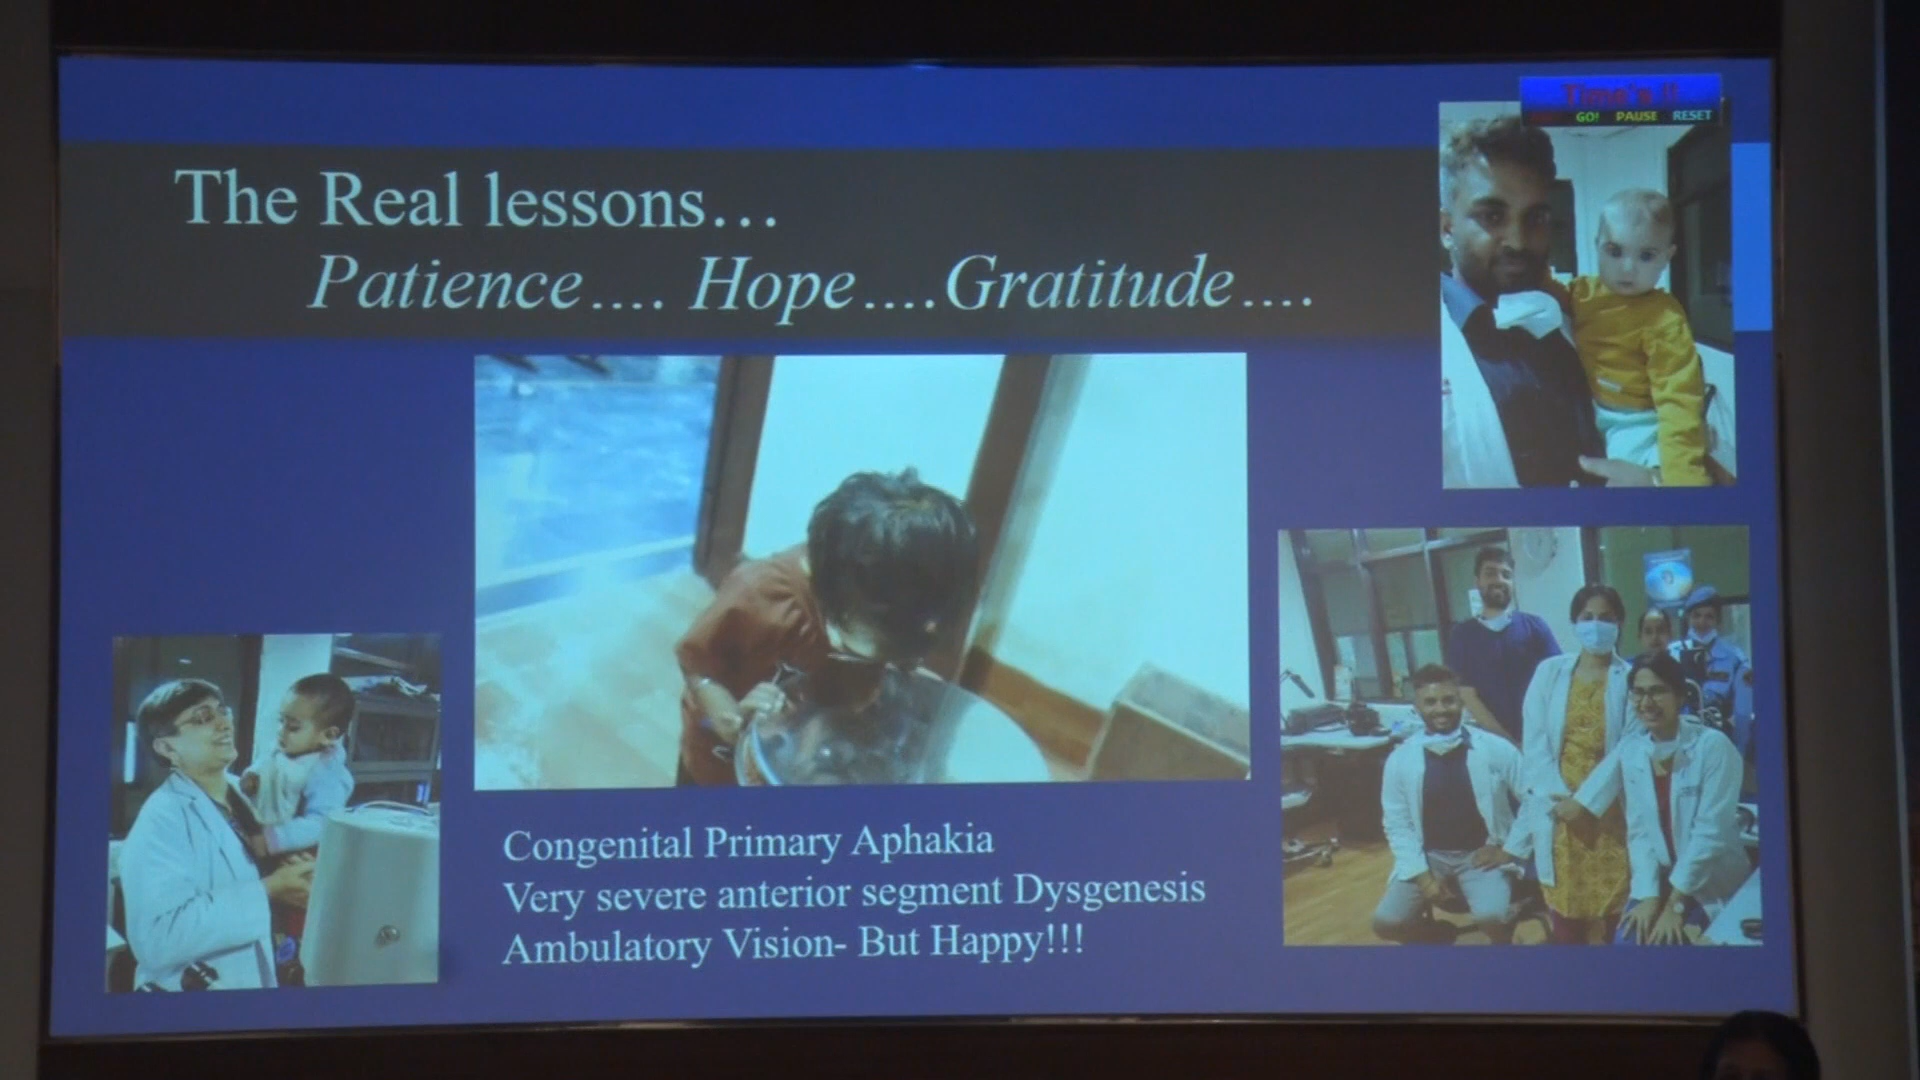 The Real lessons...
Patience.... Hope....Gratitude....
Time's
GO! PAUSE RESET
Congenital Primary Aphakia
Very severe anterior segment Dysgenesis
Ambulatory Vision- But Happy!!!